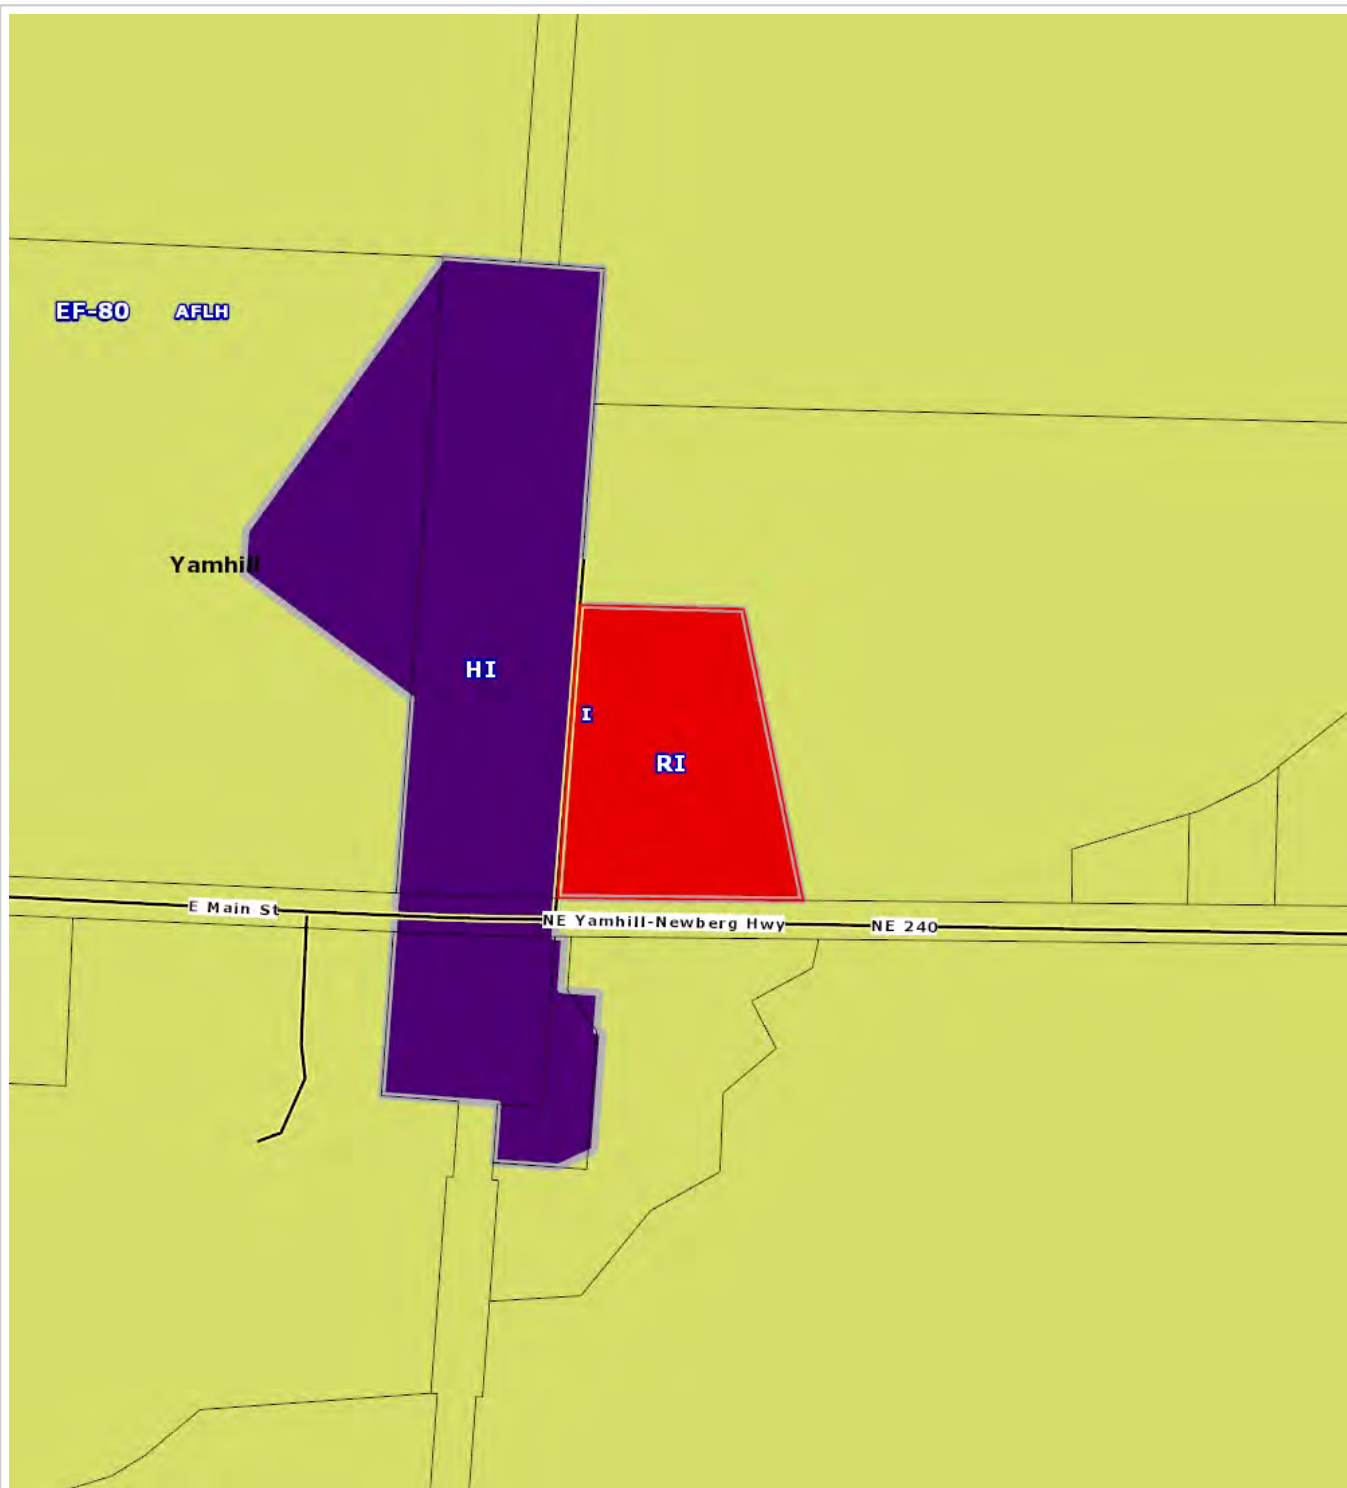 EF-80 AFLH
Yamhill
HI
I
RI
E Main St
NE Yamhill-Newberg Hwy
NE 240